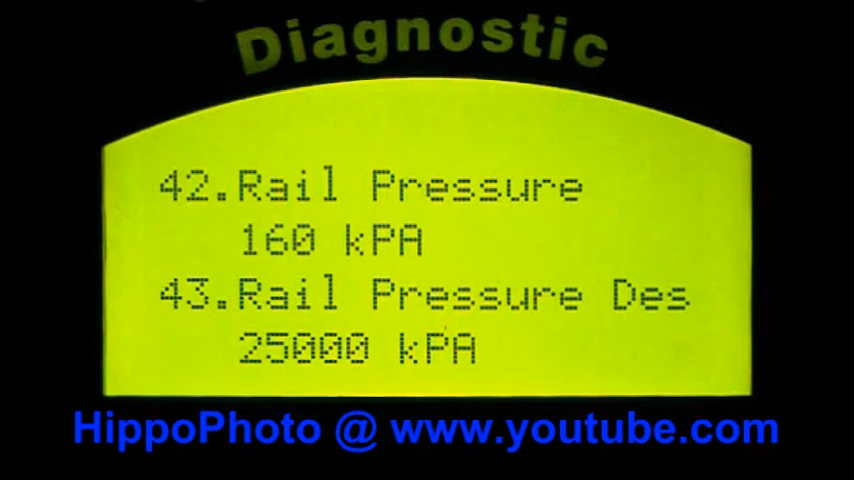 Diagnostic
42.Rail Pressure
160 kPA
43.Rail Pressure Des
25000 kPA
HippoPhoto @ www.youtube.com